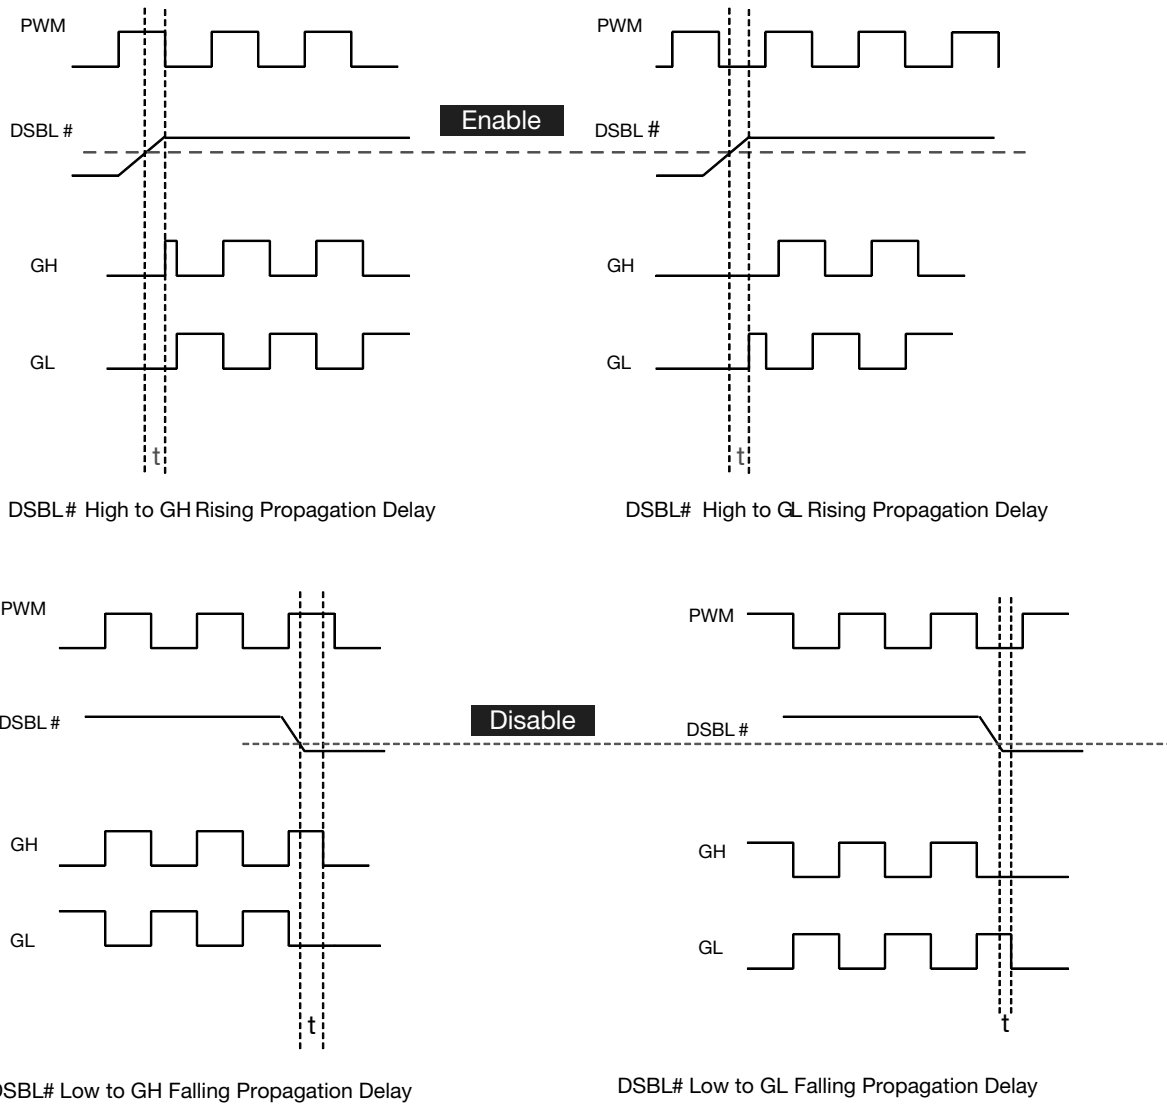 PWM
PWM
DSBL #
Enable
DSBL #
GH
GH
GL
GL
t
t
DSBL# High to GH Rising Propagation Delay
DSBL# High to GL Rising Propagation Delay
PWM
PWM
DSBL #
Disable
DSBL #
GH
GH
GL
GL
t
t
DSBL# Low to GH Falling Propagation Delay
DSBL# Low to GL Falling Propagation Delay